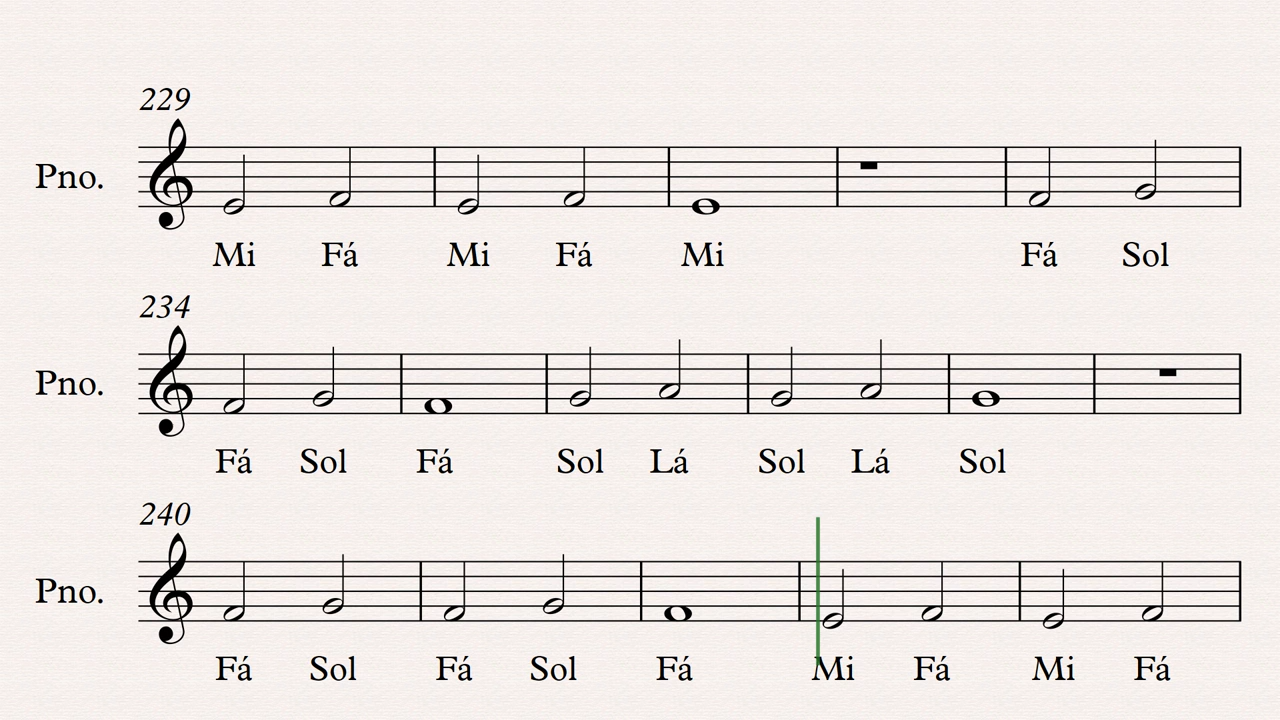 229
Pno.
Mi Fá Mi Fá Mi Fá Sol
234
Pno.
Fá Sol Fá Sol Lá Sol Lá Sol
240
Pno.
Fá Sol Fá Sol Fá Mi Fá Mi Fá